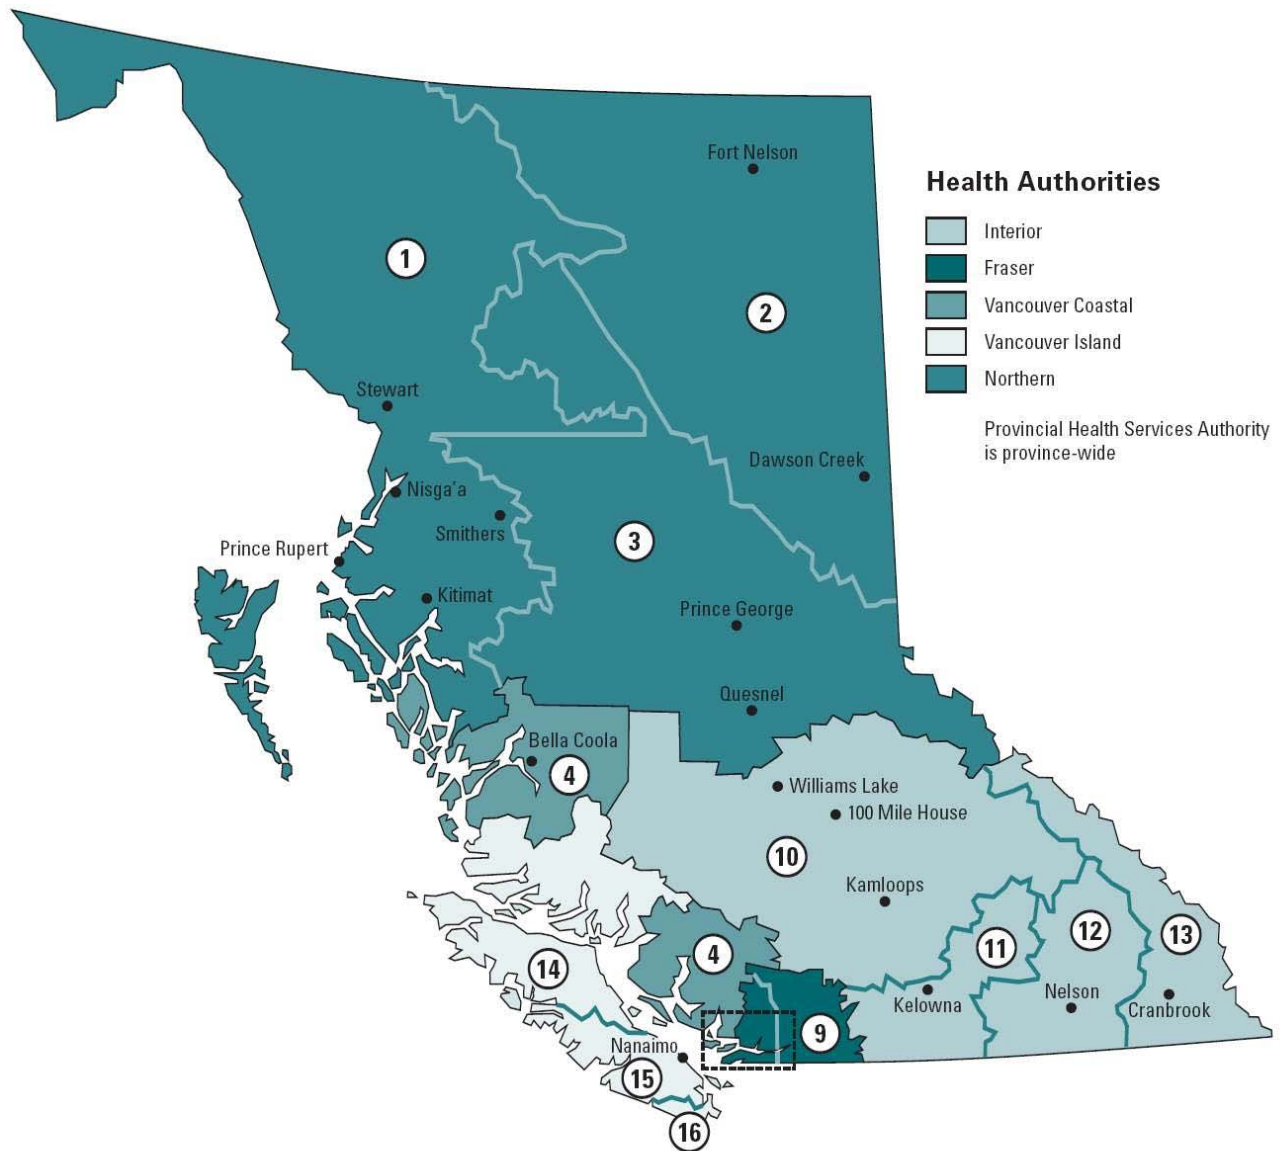 Fort Nelson
Health Authorities
Interior
Fraser
Vancouver Coastal
Vancouver Island
Northern
Provincial Health Services Authority
is province-wide
1
2
Stewart
Dawson Creek
Nisga'a
Smithers
3
Prince Rupert
Kitimat
Prince George
Quesnel
Bella Coola
4
Williams Lake
100 Mile House
10
Kamloops
4
11
12
13
14
Kelowna
Nelson
Cranbrook
9
Nanaimo
15
16